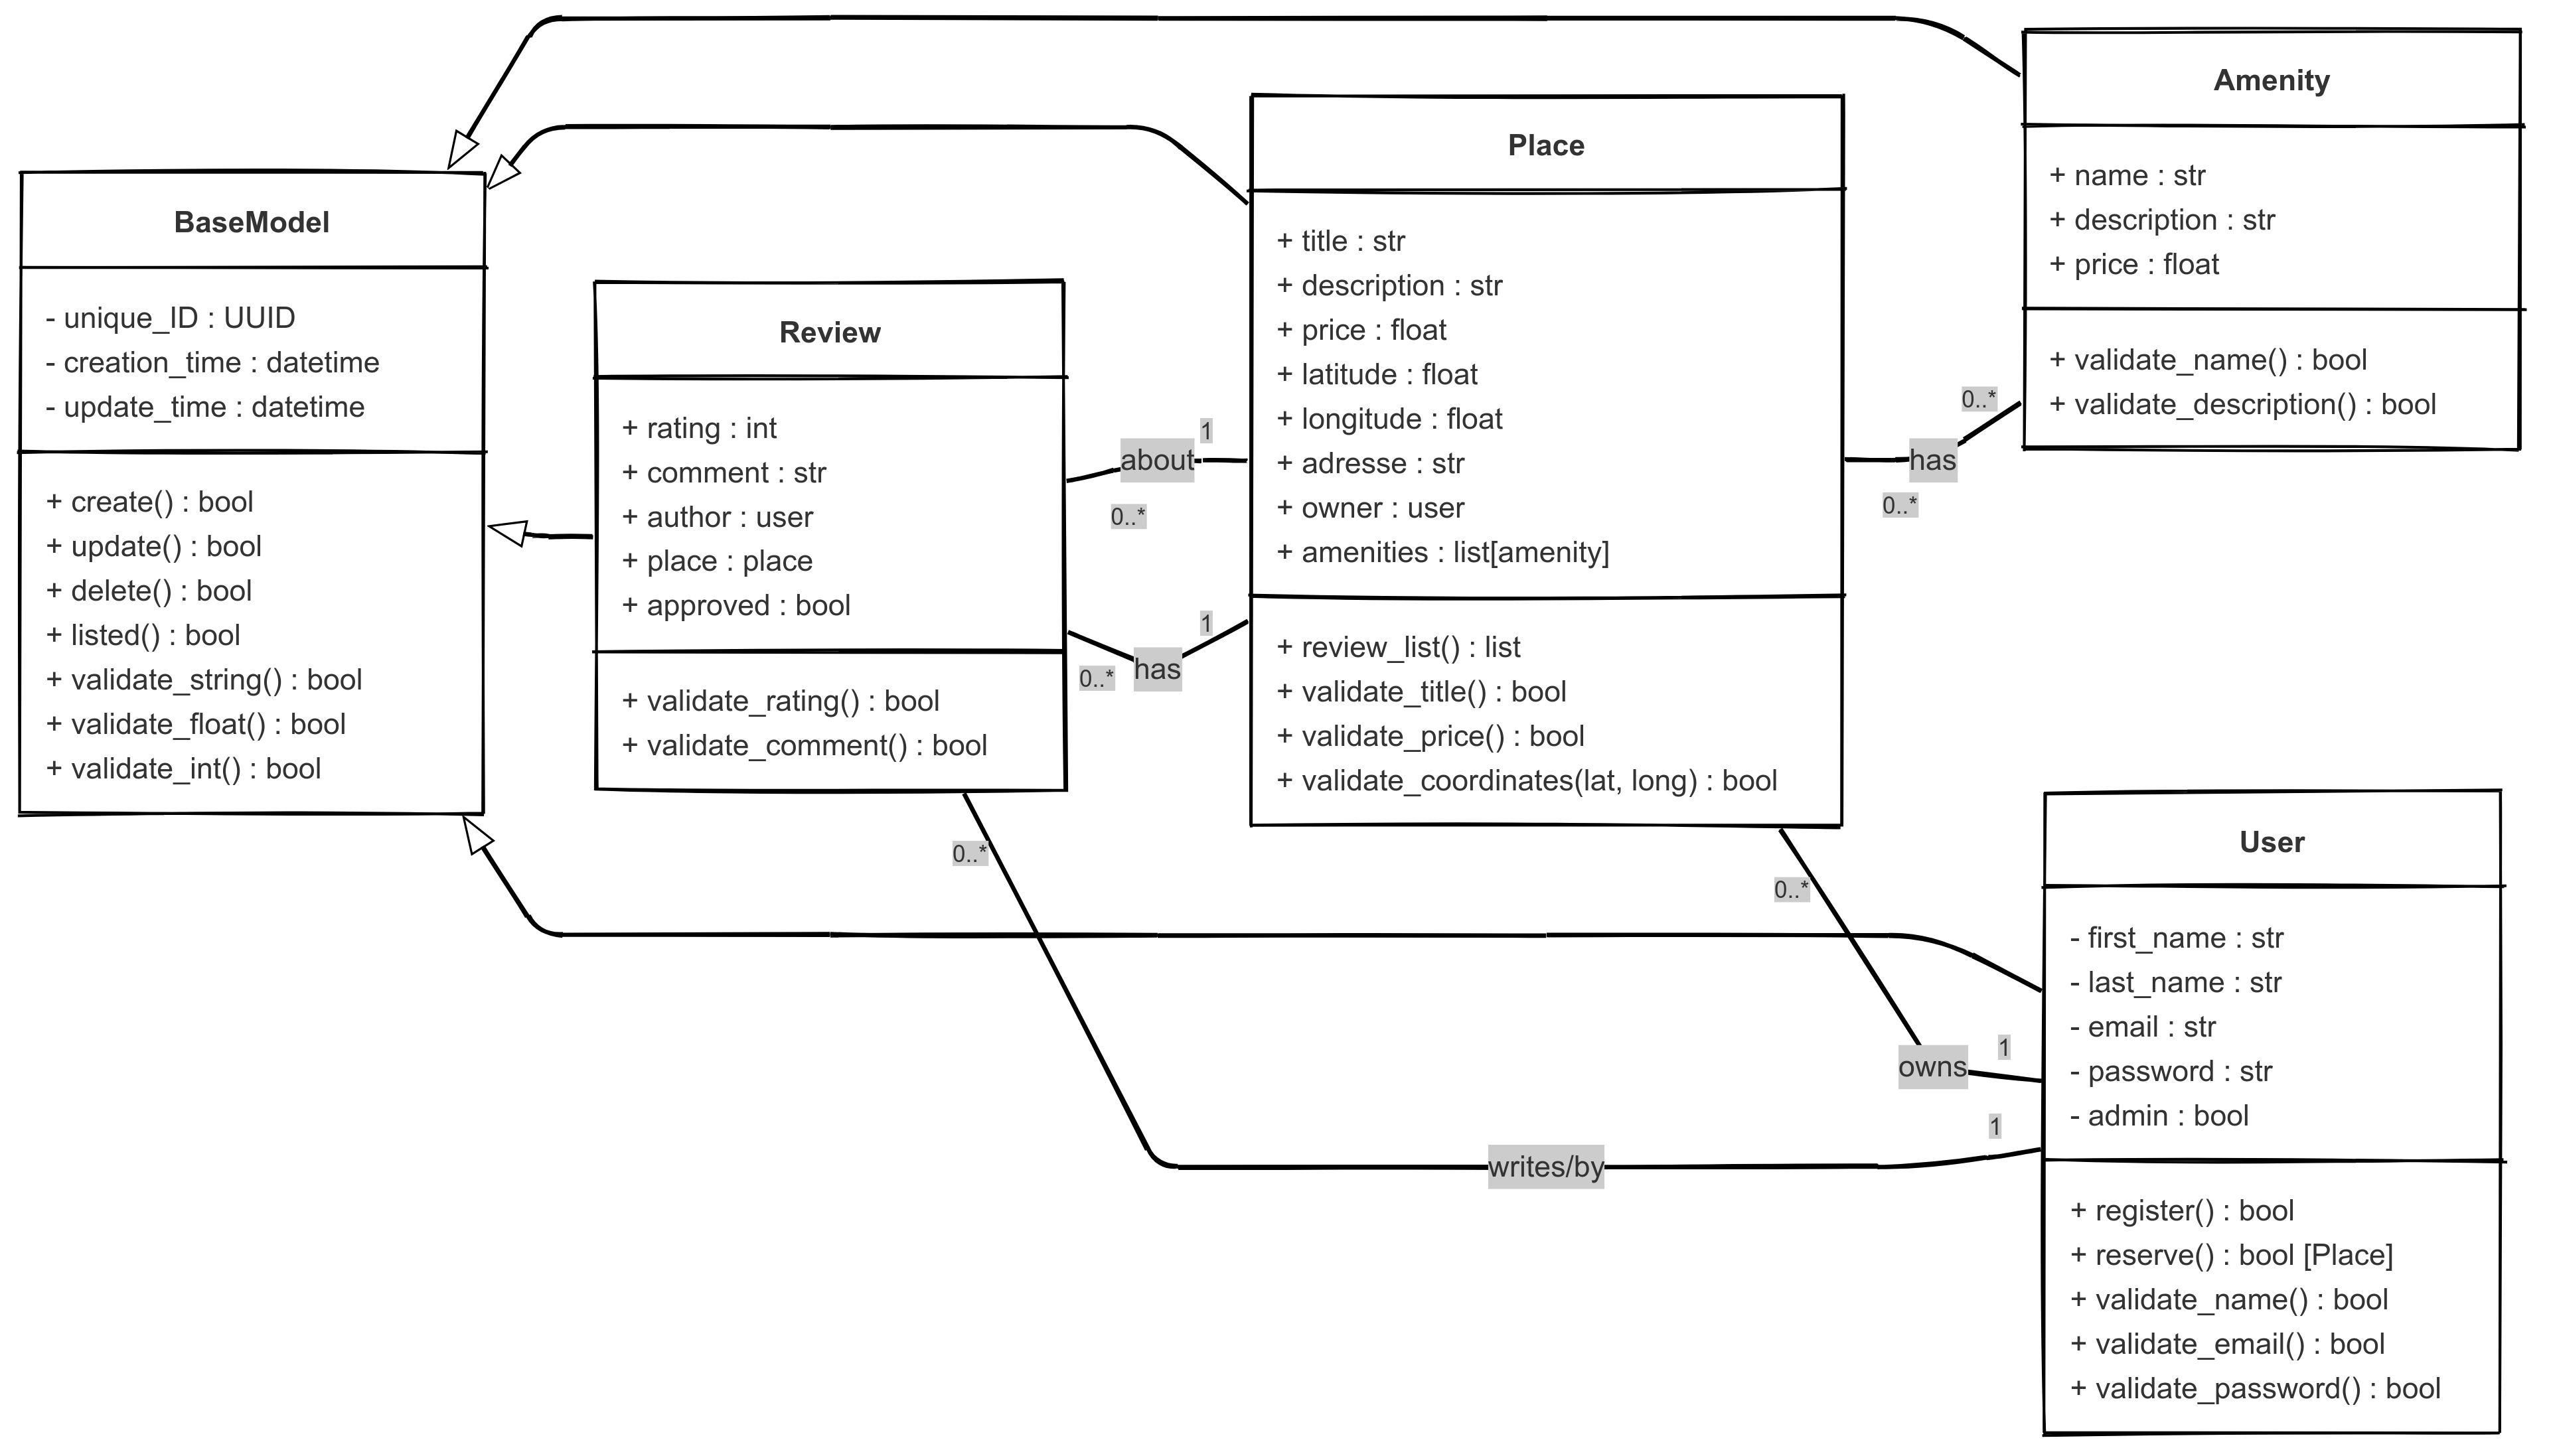 BaseModel
- unique_ID : UUID
- creation_time : datetime
- update_time : datetime
+ create() : bool
+ update() : bool
+ delete() : bool
+ listed() : bool
+ validate_string() : bool
+ validate_float() : bool
+ validate_int() : bool
Review
+ rating : int
+ comment : str
+ author : user
+ place : place
+ approved : bool
+ validate_rating() : bool
+ validate_comment() : bool
about
1
0..*
has
1
0..*
Place
+ title : str
+ description : str
+ price : float
+ latitude : float
+ longitude : float
+ adresse : str
+ owner : user
+ amenities : list[amenity]
+ review_list() : list
+ validate_title() : bool
+ validate_price() : bool
+ validate_coordinates(lat, long) : bool
has
0..*
0..*
Amenity
+ name : str
+ description : str
+ price : float
+ validate_name() : bool
+ validate_description() : bool
0..*
0..*
owns
1
writes/by
1
User
- first_name : str
- last_name : str
- email : str
- password : str
- admin : bool
+ register() : bool
+ reserve() : bool [Place]
+ validate_name() : bool
+ validate_email() : bool
+ validate_password() : bool